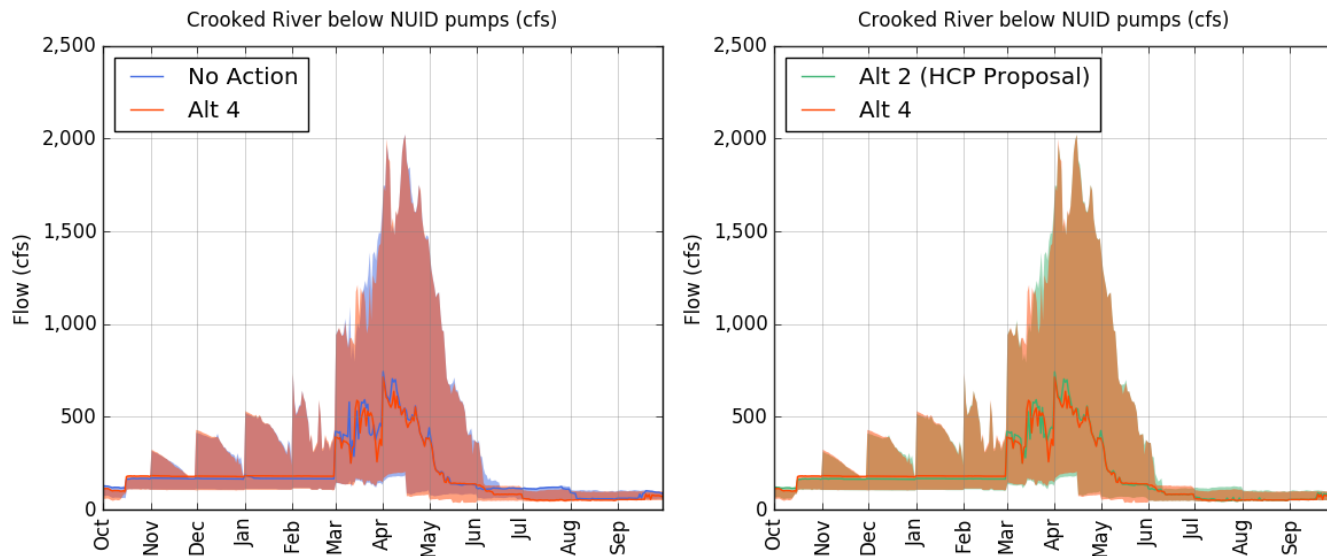 Crooked River below NUID pumps (cfs)
2,500
2,000
1,500
1,000
500
0
Flow (cfs)
No Action
Alt 4
Oct
Nov
Dec
Jan
Feb
Mar
Apr
May
Jun
Jul
Aug
Sep
Crooked River below NUID pumps (cfs)
2,500
2,000
1,500
1,000
500
0
Flow (cfs)
Alt 2 (HCP Proposal)
Alt 4
Oct
Nov
Dec
Jan
Feb
Mar
Apr
May
Jun
Jul
Aug
Sep